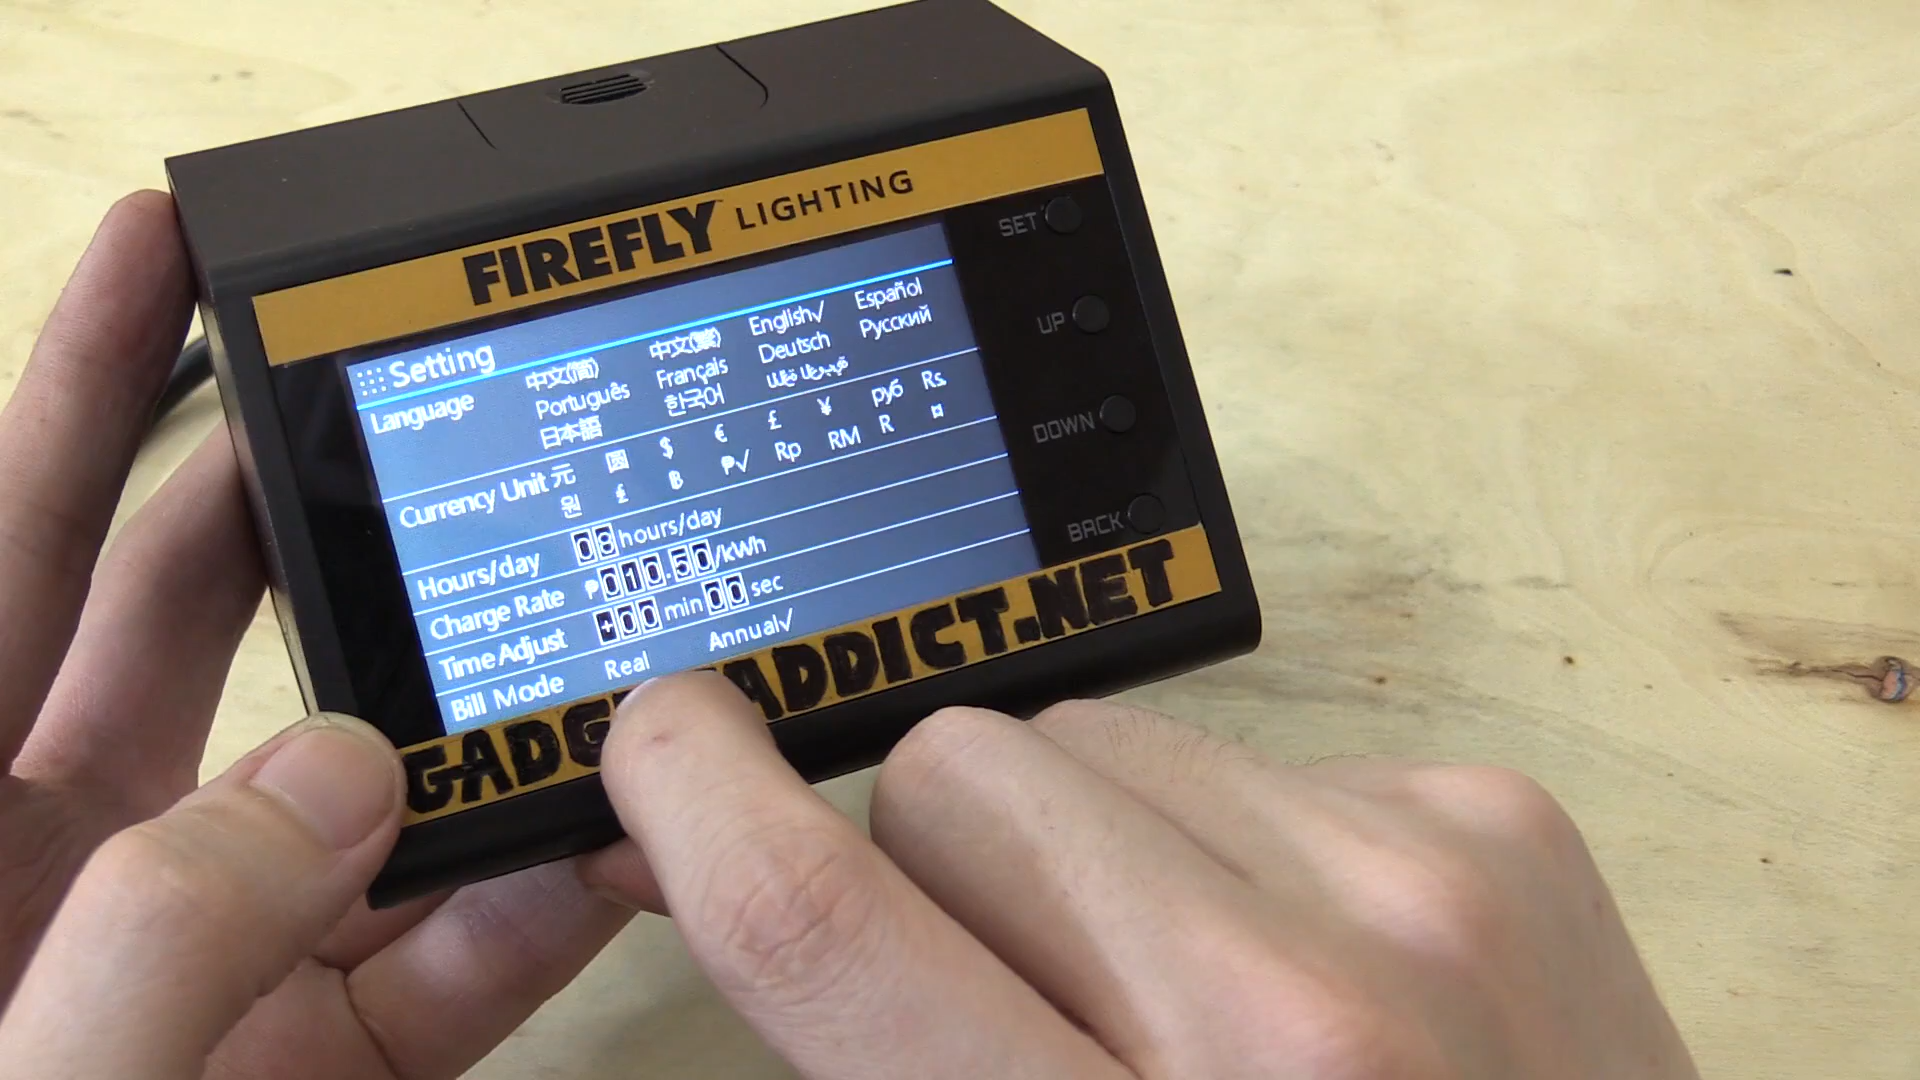 FIREFLY™ LIGHTING
SET
UP
DOWN
BACK
Setting
Language 中文(简) 中文(繁) English√ Español
Português Français Deutsch Русский
日本語 한국어
Currency Unit 元 圆 $ € £ ¥ руб Rs.
원 £ ฿ ₱√ Rp RM R ¤
Hours/day 08 hours/day
Charge Rate ₱010.50/kWh
Time Adjust +00 min 00 sec
Bill Mode Real Annual√
ADDICT.NET